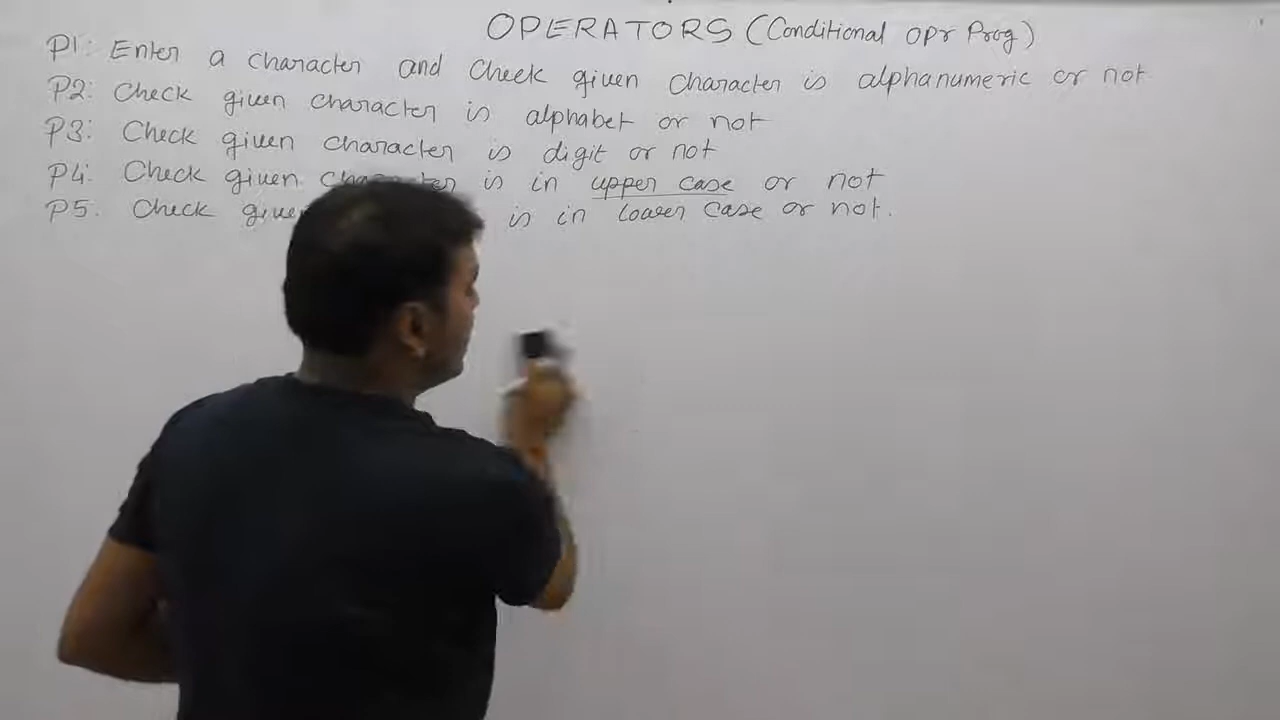 OPERATORS (Conditional opr Prog)
P1: Enter a character and check given character is alphanumeric or not
P2: Check given character is alphabet or not
P3: Check given character is digit or not
P4: Check given character is in upper case or not
P5. Check given is in lower case or not.